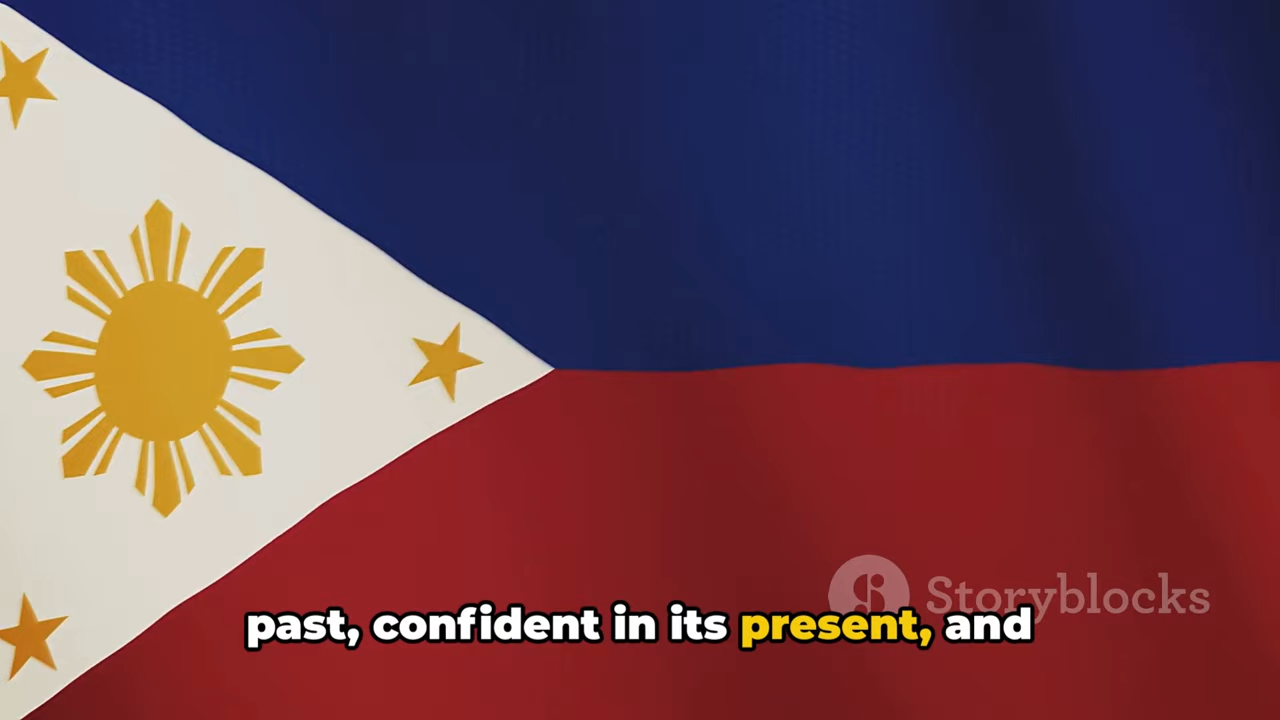 Storyblocks
past, confident in its present, and